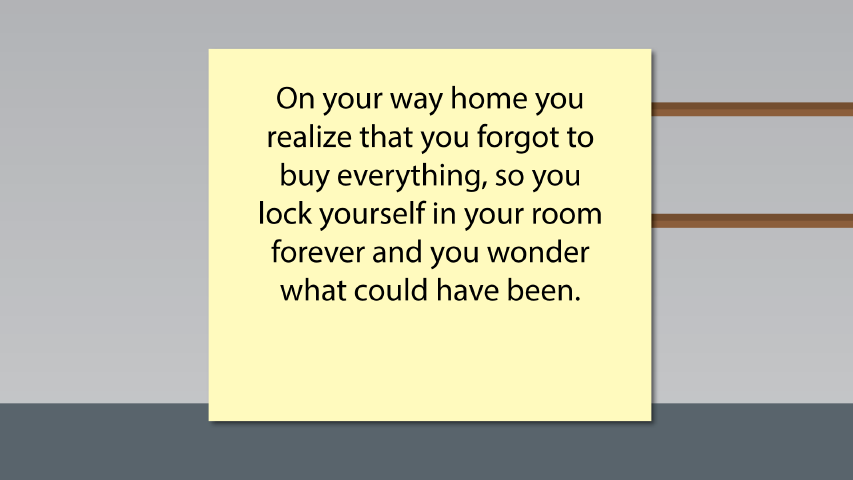 On your way home you
realize that you forgot to
buy everything, so you
lock yourself in your room
forever and you wonder
what could have been.